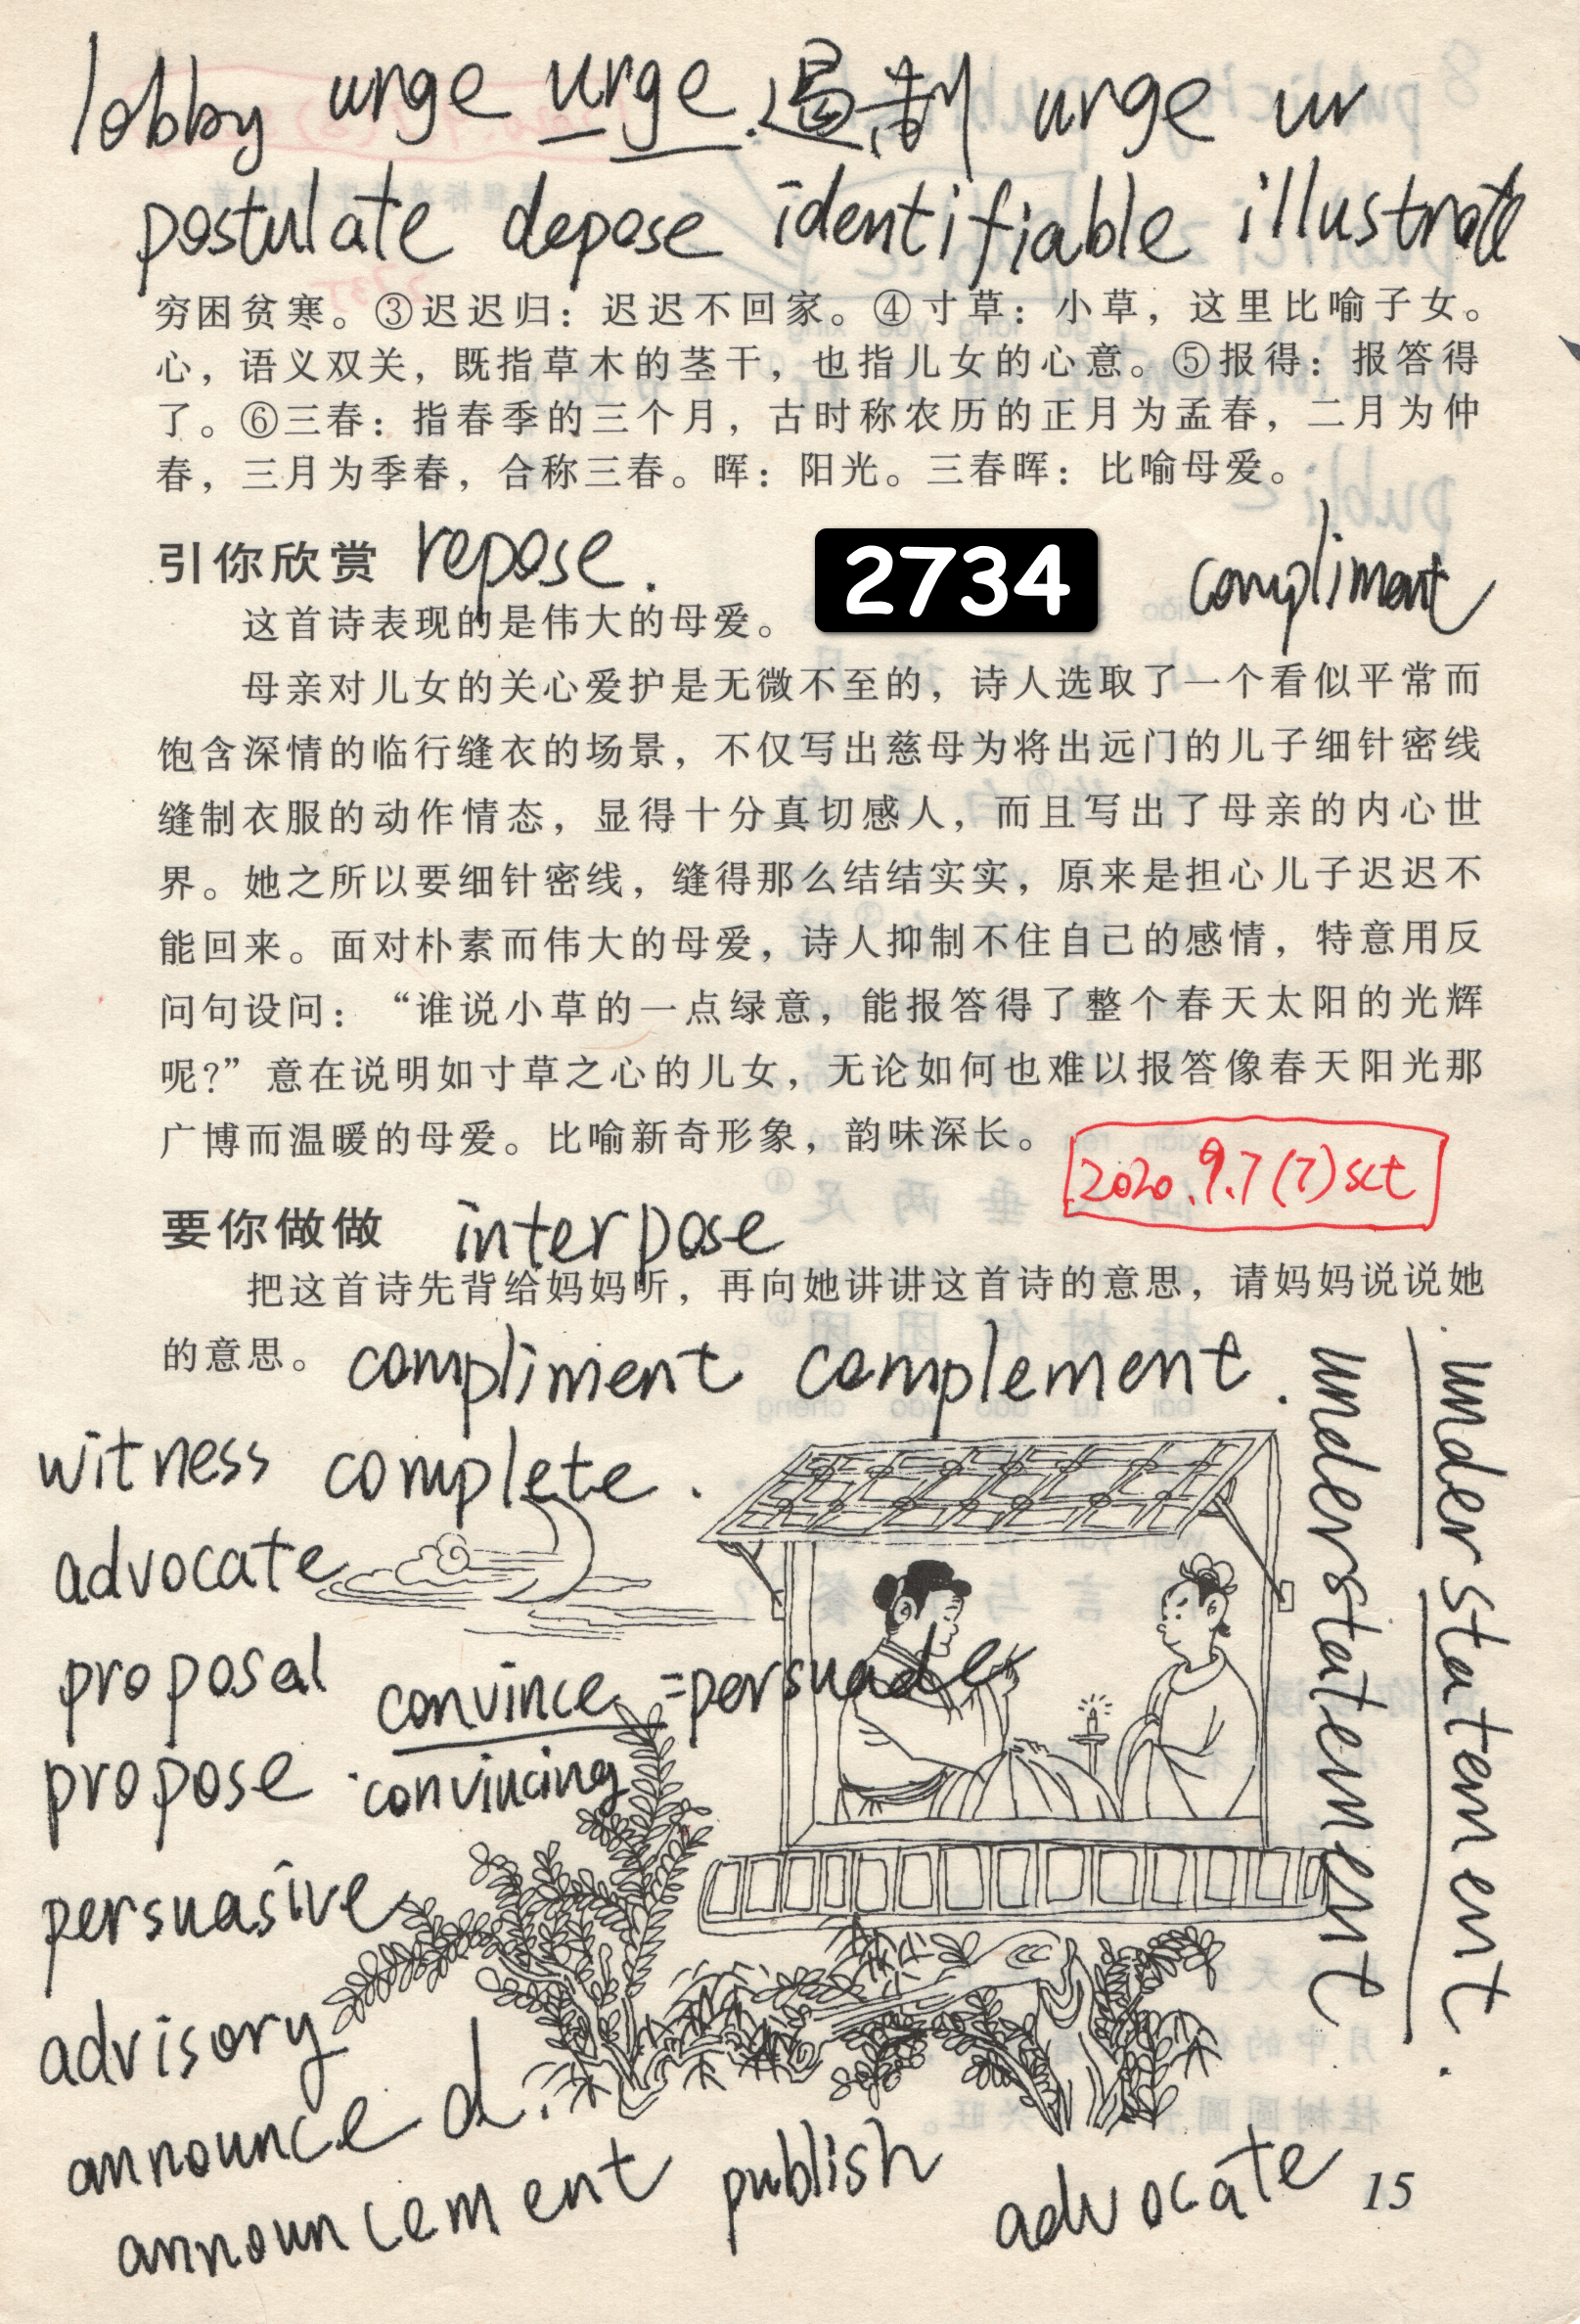 lobby urge urge. 遏制 urge ur
postulate depose identifiable illustrate
穷困贫寒。③迟迟归：迟迟不回家。④寸草：小草，这里比喻子女。
心，语义双关，既指草木的茎干，也指儿女的心意。⑤报得：报答得
了。⑥三春：指春季的三个月，古时称农历的正月为孟春，二月为仲
春，三月为季春，合称三春。晖：阳光。三春晖：比喻母爱。
引你欣赏 repose. 2734 compliment
这首诗表现的是伟大的母爱。
母亲对儿女的关心爱护是无微不至的，诗人选取了一个看似平常而
饱含深情的临行缝衣的场景，不仅写出慈母为将出远门的儿子细针密线
缝制衣服的动作情态，显得十分真切感人，而且写出了母亲的内心世
界。她之所以要细针密线，缝得那么结结实实，原来是担心儿子迟迟不
能回来。面对朴素而伟大的母爱，诗人抑制不住自己的感情，特意用反
问句设问：“谁说小草的一点绿意，能报答得了整个春天太阳的光辉
呢？”意在说明如寸草之心的儿女，无论如何也难以报答像春天阳光那
广博而温暖的母爱。比喻新奇形象，韵味深长。
2020.9.7(7)sct
要你做做 interpose
把这首诗先背给妈妈听，再向她讲讲这首诗的意思，请妈妈说说她
的意思。 compliment complement.
witness complete.
advocate
proposal convince =persuade
propose convincing
persuasive
advisory
announced.
announcement publish advocate
understatement
understatement.
15